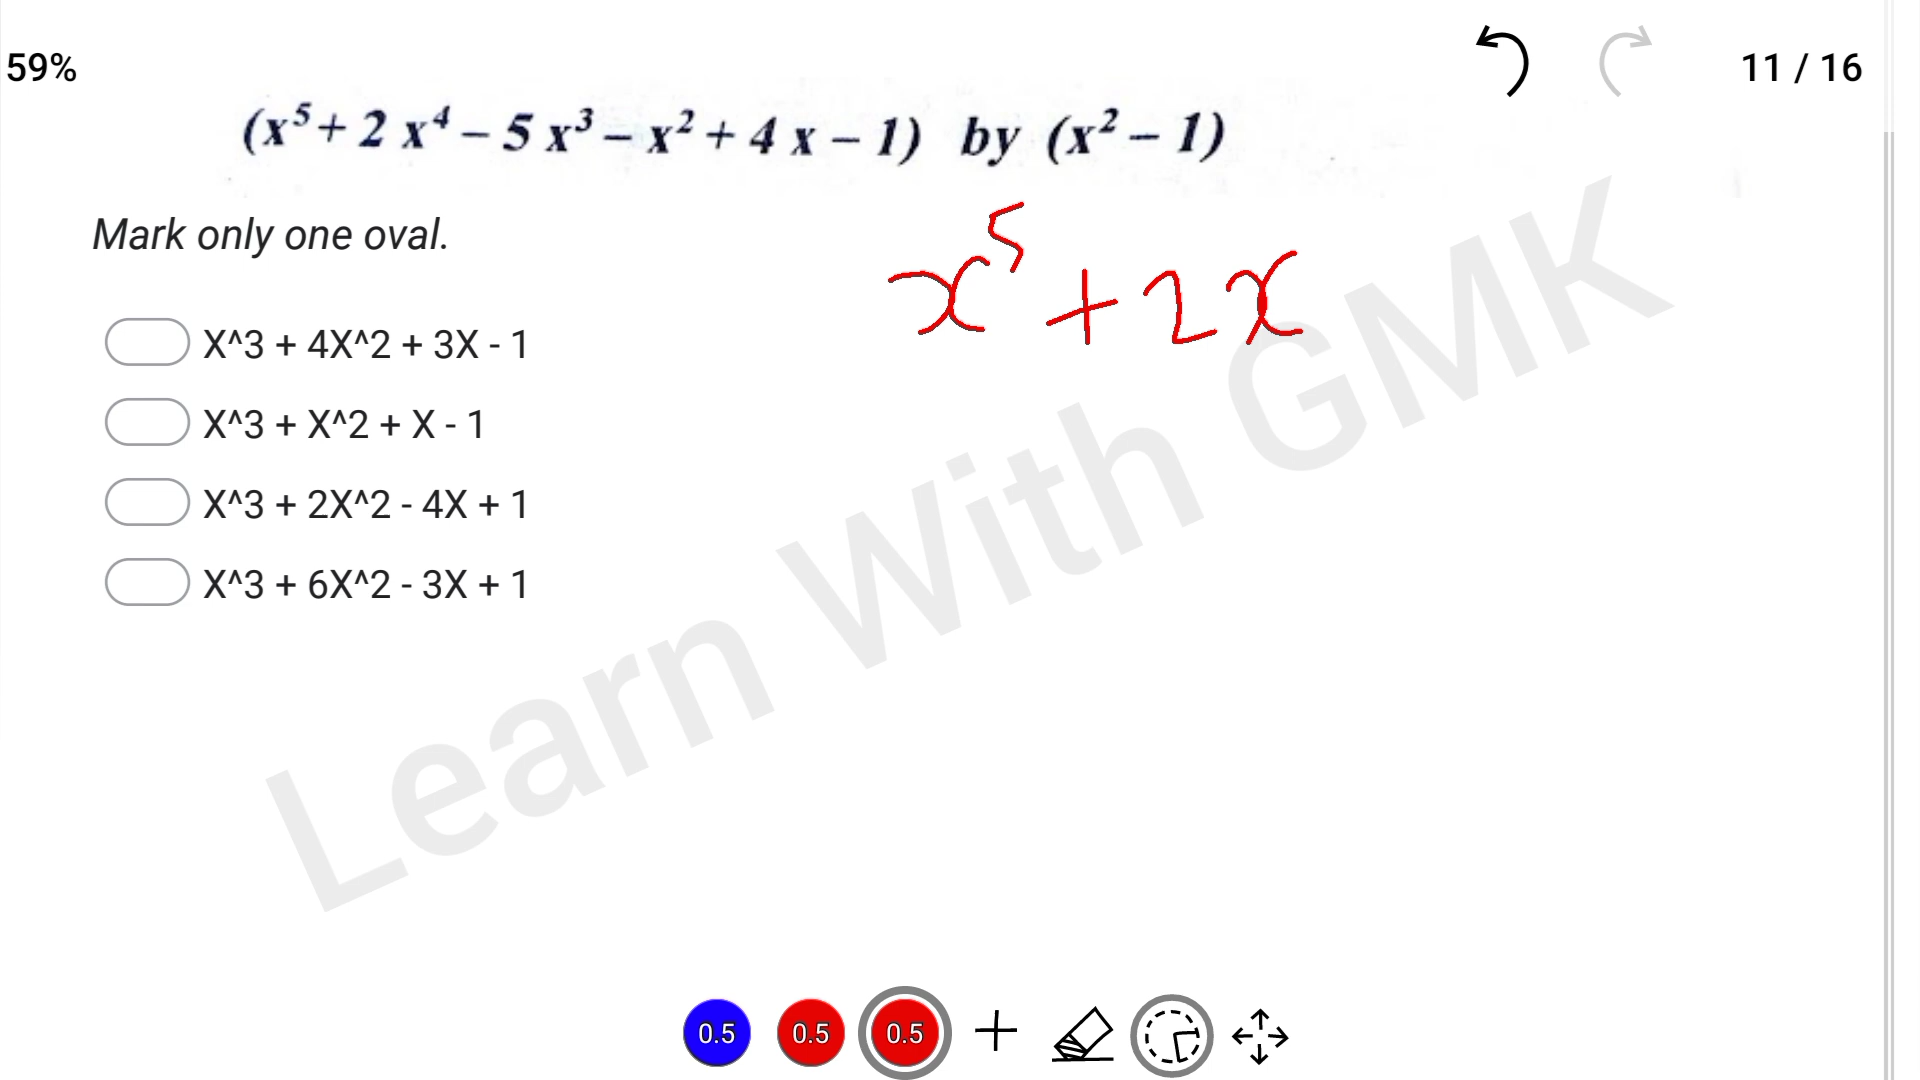 59%
11 / 16
(x⁵ + 2 x⁴ – 5 x³ – x² + 4 x – 1) by (x² – 1)
Mark only one oval.
x⁵ + 2x
X^3 + 4X^2 + 3X - 1
X^3 + X^2 + X - 1
X^3 + 2X^2 - 4X + 1
X^3 + 6X^2 - 3X + 1
Learn With GMK
0.5 0.5 0.5